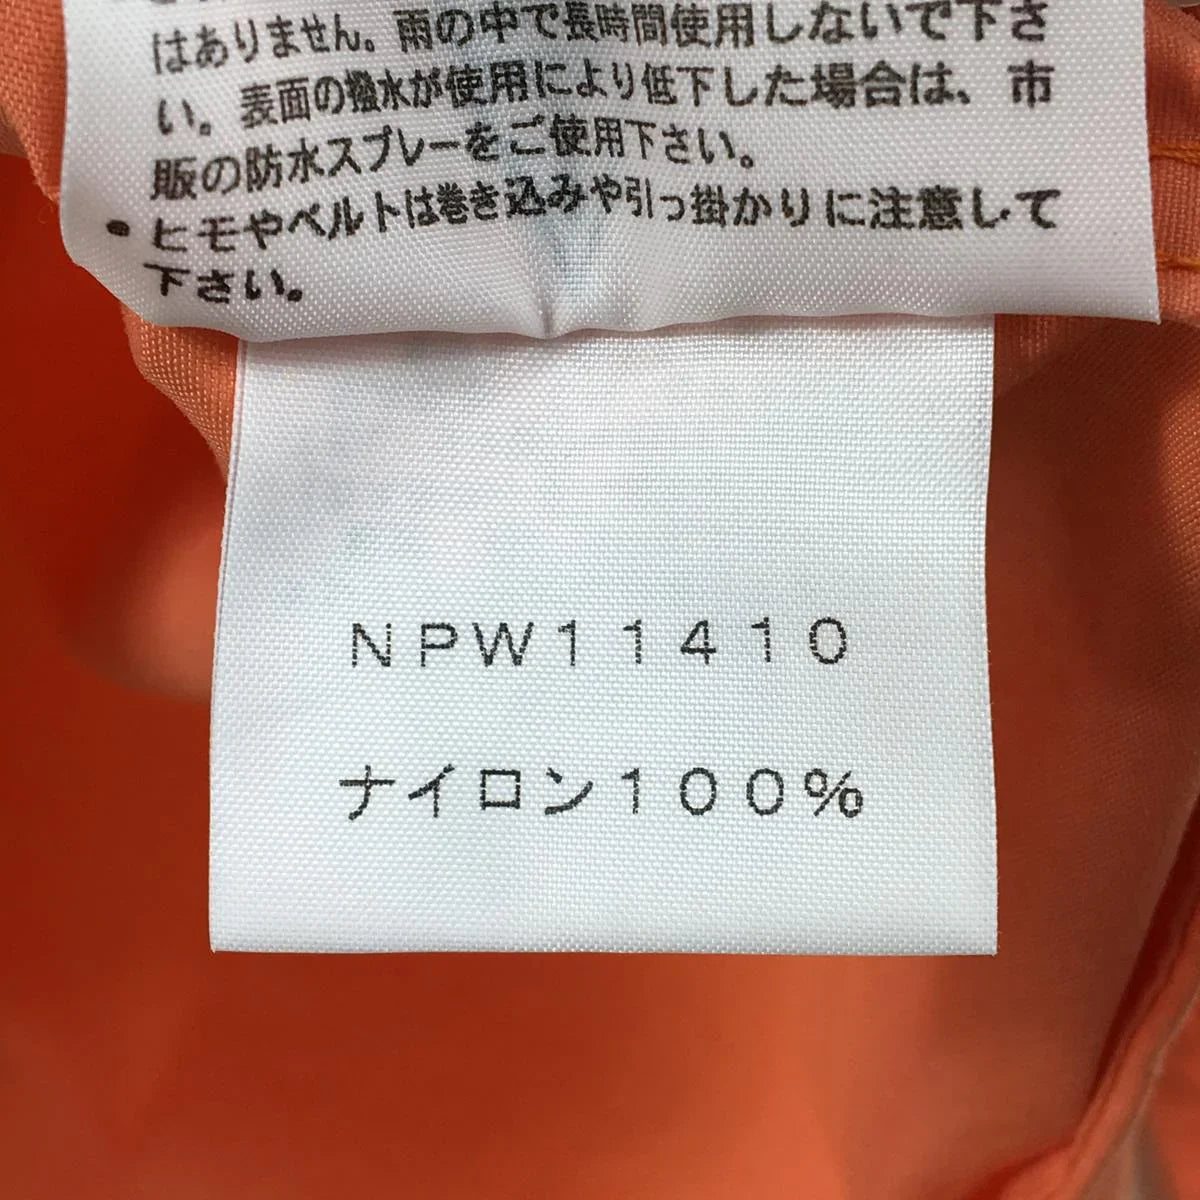 はありません。雨の中で長時間使用しないで下さ
い。表面の撥水が使用により低下した場合は、市
販の防水スプレーをご使用下さい。
・ヒモやベルトは巻き込みや引っ掛かりに注意して
下さい。
NPW11410
ナイロン100%